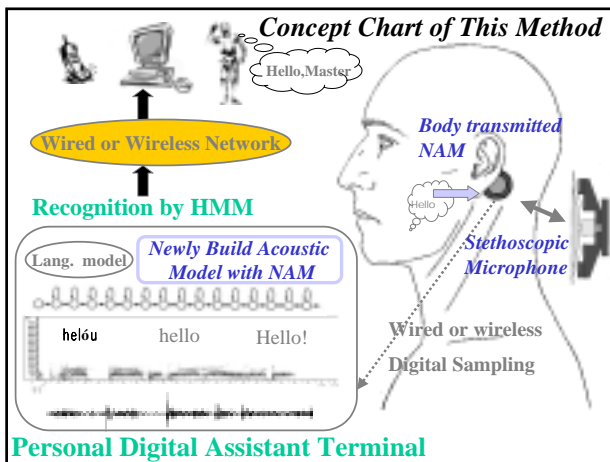 Concept Chart of This Method
Hello,Master
Wired or Wireless Network
Body transmitted
NAM
Hello
Recognition by HMM
Stethoscopic
Microphone
Lang. model
Newly Build Acoustic
Model with NAM
helóu hello Hello!
Wired or wireless
Digital Sampling
Personal Digital Assistant Terminal